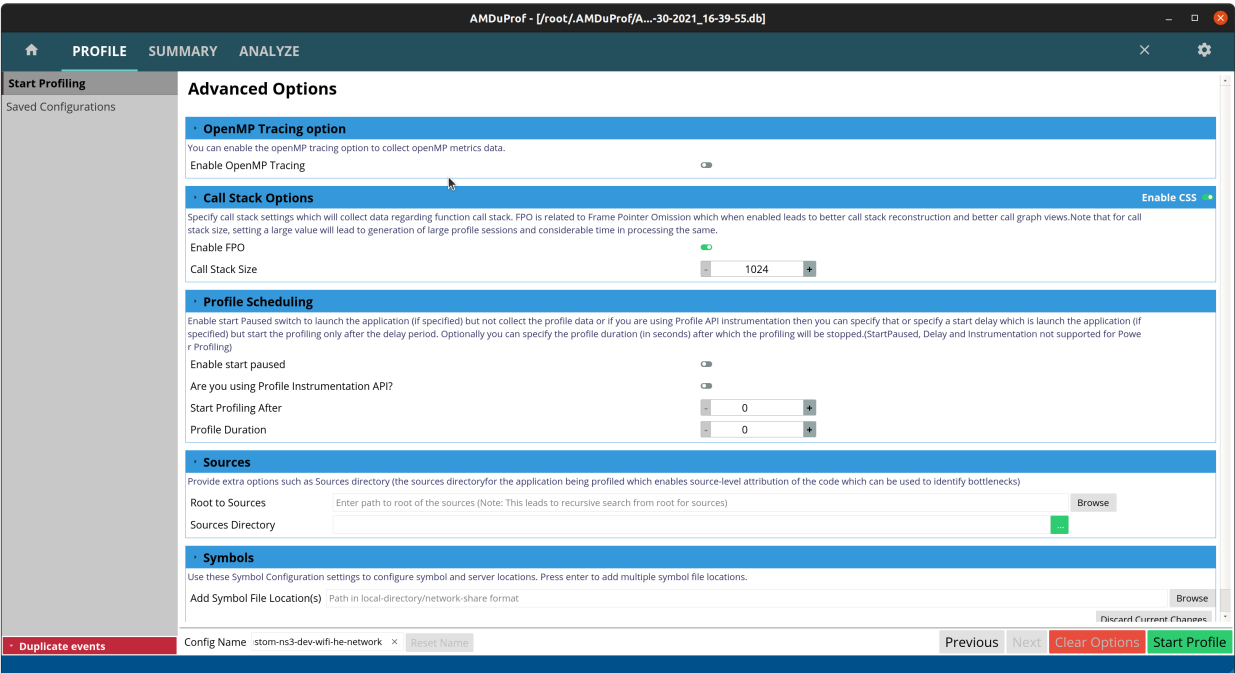 AMDuProf - [/root/.AMDuProf/A...-30-2021_16-39-55.db]
PROFILE SUMMARY ANALYZE
Start Profiling
Saved Configurations
Advanced Options
OpenMP Tracing option
You can enable the openMP tracing option to collect openMP metrics data.
Enable OpenMP Tracing
Call Stack Options Enable CSS
Specify call stack settings which will collect data regarding function call stack. FPO is related to Frame Pointer Omission which when enabled leads to better call stack reconstruction and better call graph views.Note that for call
stack size, setting a large value will lead to generation of large profile sessions and considerable time in processing the same.
Enable FPO
Call Stack Size - 1024 +
Profile Scheduling
Enable start Paused switch to launch the application (if specified) but not collect the profile data or if you are using Profile API instrumentation then you can specify that or specify a start delay which is launch the application (if
specified) but start the profiling only after the delay period. Optionally you can specify the profile duration (in seconds) after which the profiling will be stopped.(StartPaused, Delay and Instrumentation not supported for Powe
r Profiling)
Enable start paused
Are you using Profile Instrumentation API?
Start Profiling After - 0 +
Profile Duration - 0 +
Sources
Provide extra options such as Sources directory (the sources directoryfor the application being profiled which enables source-level attribution of the code which can be used to identify bottlenecks)
Root to Sources Enter path to root of the sources (Note: This leads to recursive search from root for sources) Browse
Sources Directory ...
Symbols
Use these Symbol Configuration settings to configure symbol and server locations. Press enter to add multiple symbol file locations.
Add Symbol File Location(s) Path in local-directory/network-share format Browse
Discard Current Changes
Duplicate events
Config Name stom-ns3-dev-wifi-he-network × Reset Name Previous Next Clear Options Start Profile